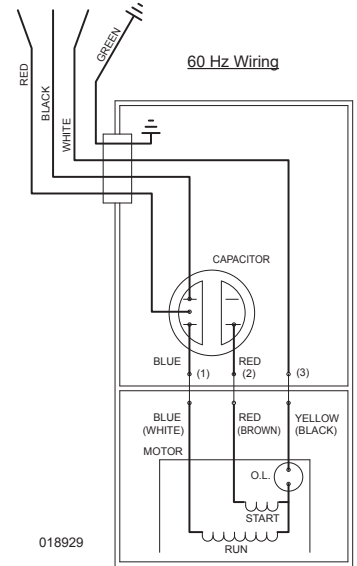 60 Hz Wiring
GREEN
RED
BLACK
WHITE
CAPACITOR
BLUE
RED
(1)
(2)
(3)
BLUE
(WHITE)
RED
(BROWN)
YELLOW
(BLACK)
MOTOR
O.L.
START
RUN
018929